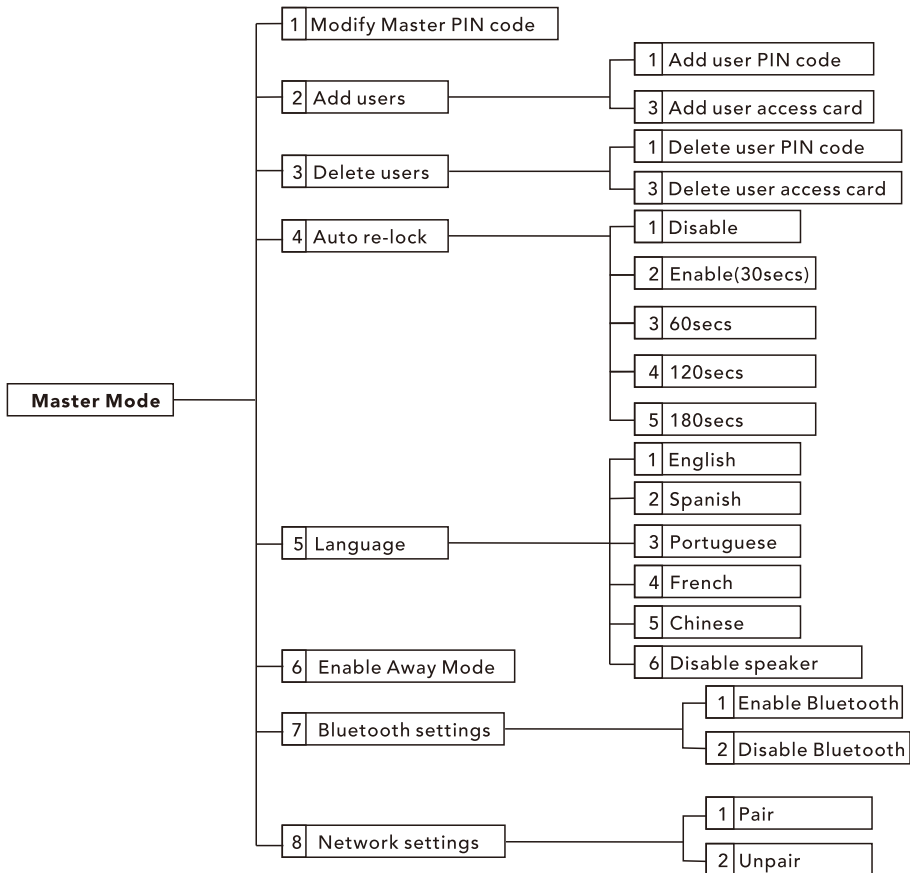 Master Mode
1 Modify Master PIN code
2 Add users
1 Add user PIN code
3 Add user access card
3 Delete users
1 Delete user PIN code
3 Delete user access card
4 Auto re-lock
1 Disable
2 Enable(30secs)
3 60secs
4 120secs
5 180secs
5 Language
1 English
2 Spanish
3 Portuguese
4 French
5 Chinese
6 Disable speaker
6 Enable Away Mode
7 Bluetooth settings
1 Enable Bluetooth
2 Disable Bluetooth
8 Network settings
1 Pair
2 Unpair